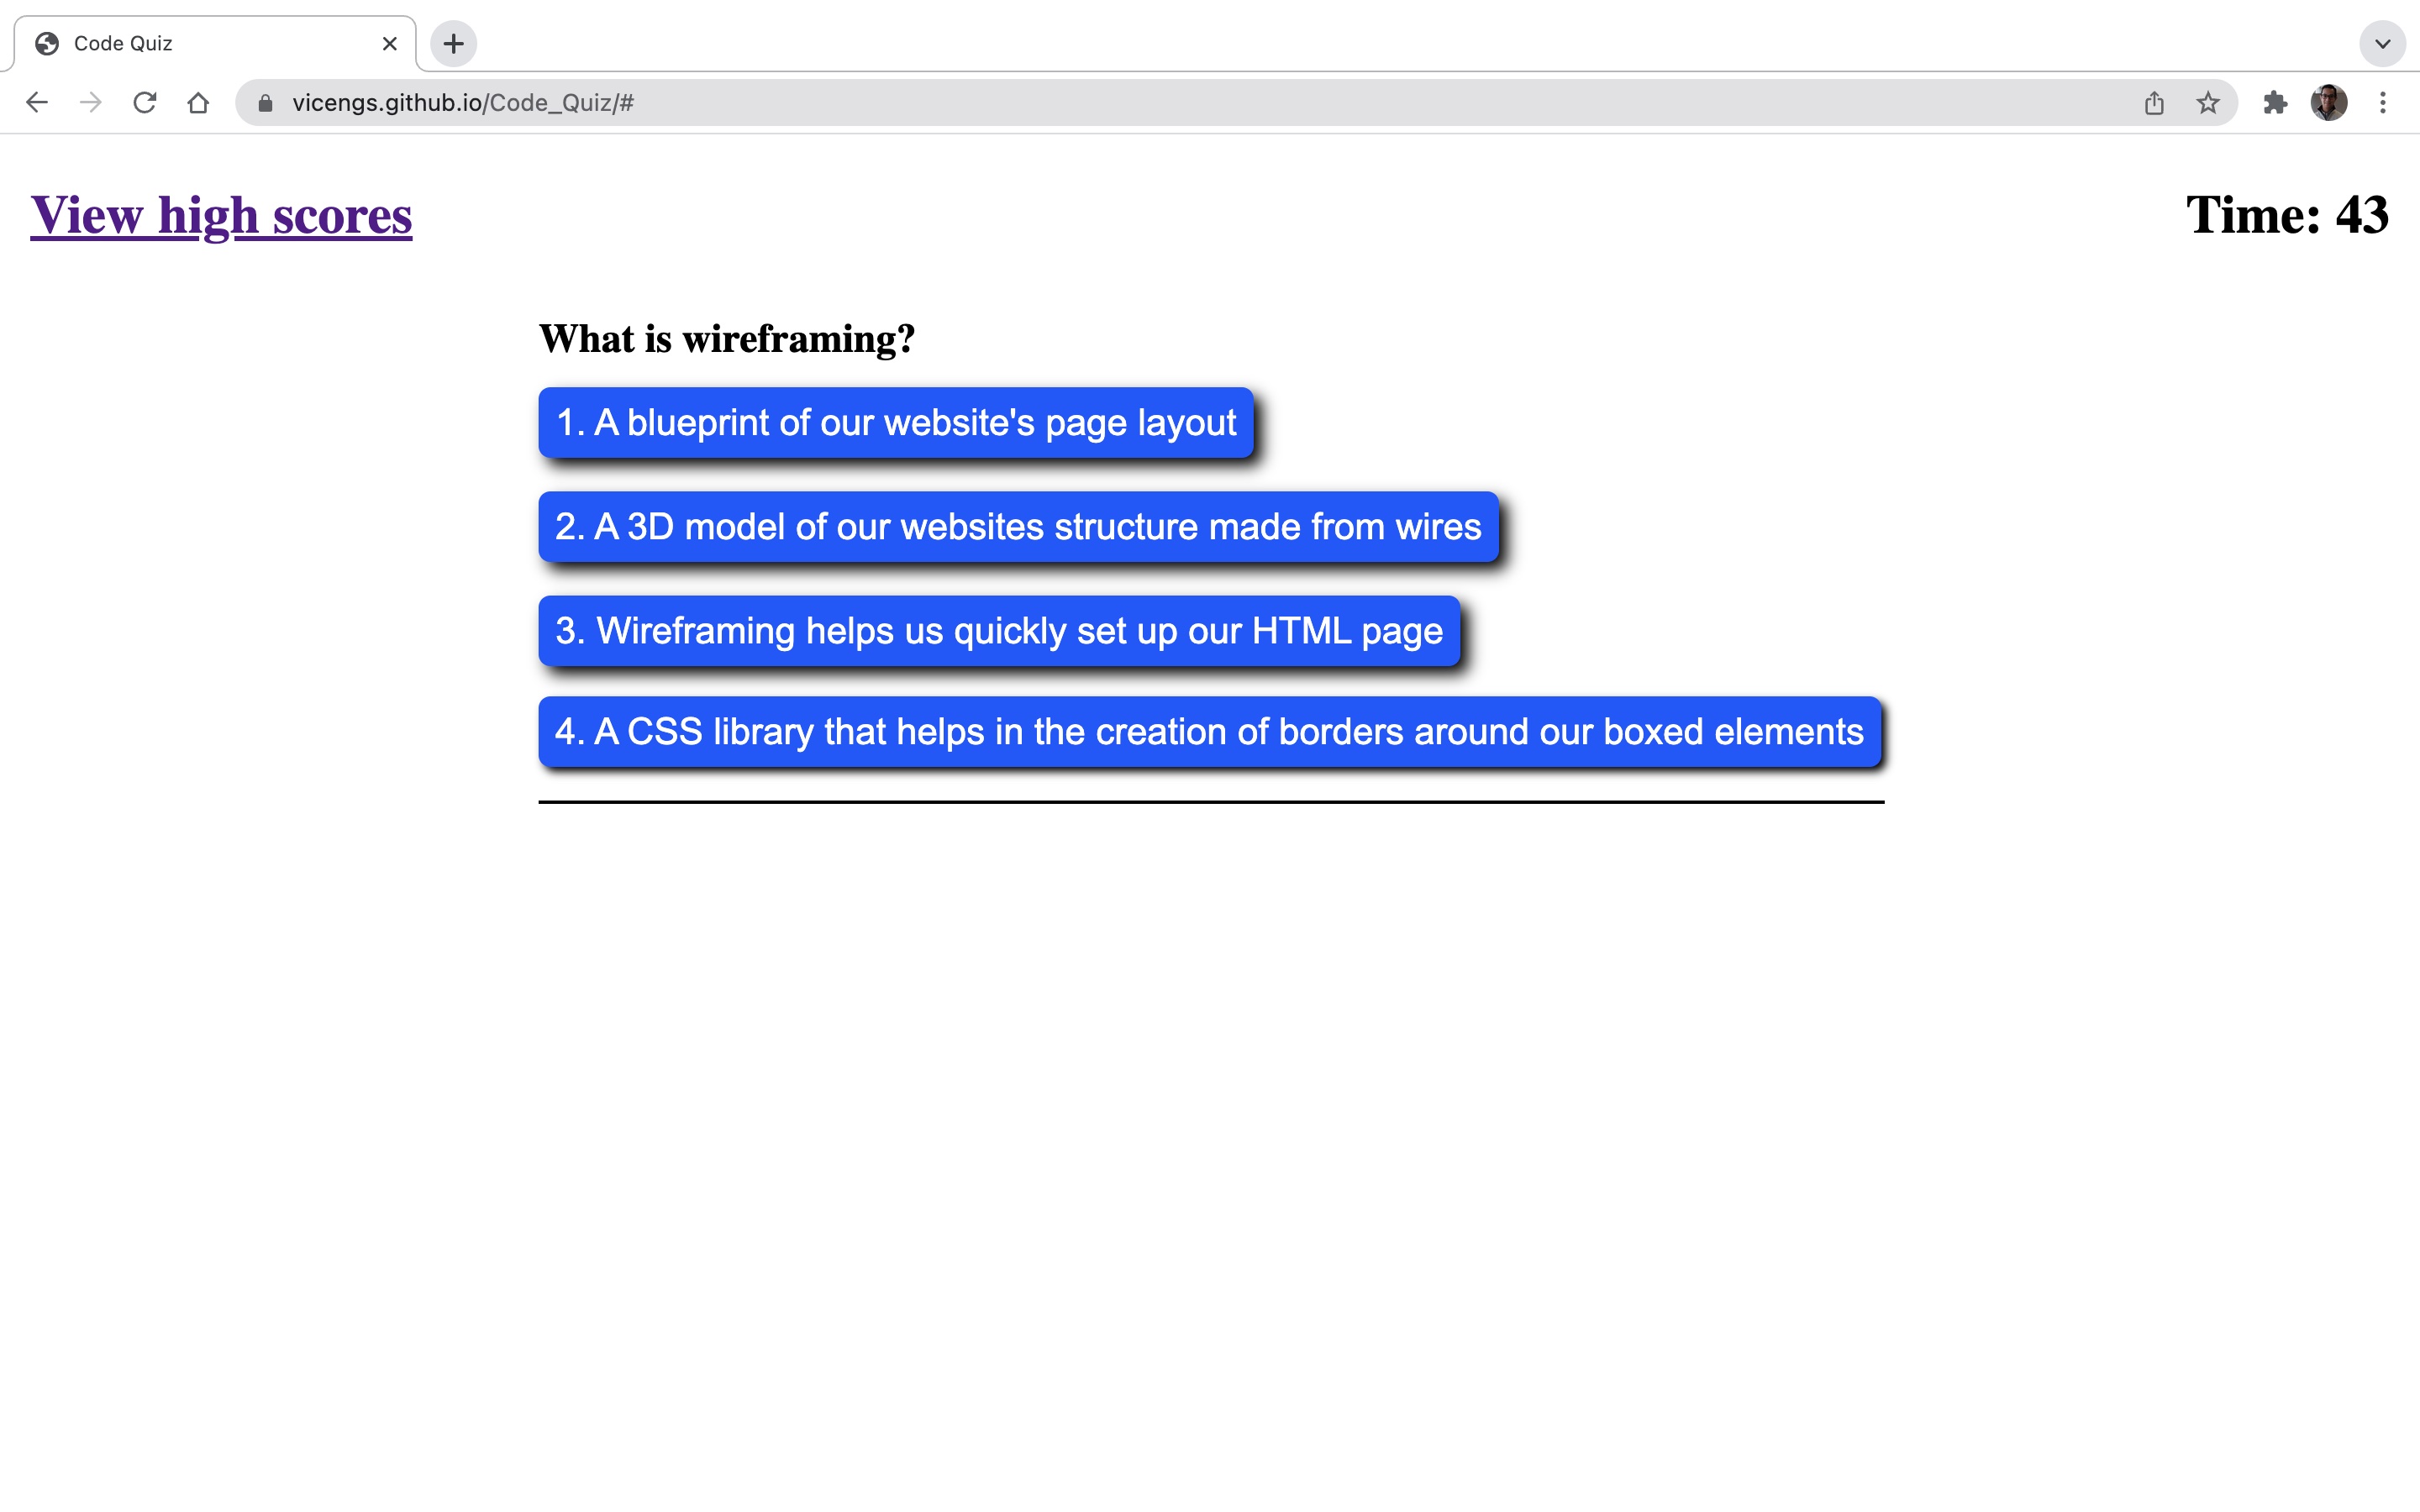 Code Quiz
vicengs.github.io/Code_Quiz/#
View high scores
Time: 43
What is wireframing?
1. A blueprint of our website's page layout
2. A 3D model of our websites structure made from wires
3. Wireframing helps us quickly set up our HTML page
4. A CSS library that helps in the creation of borders around our boxed elements